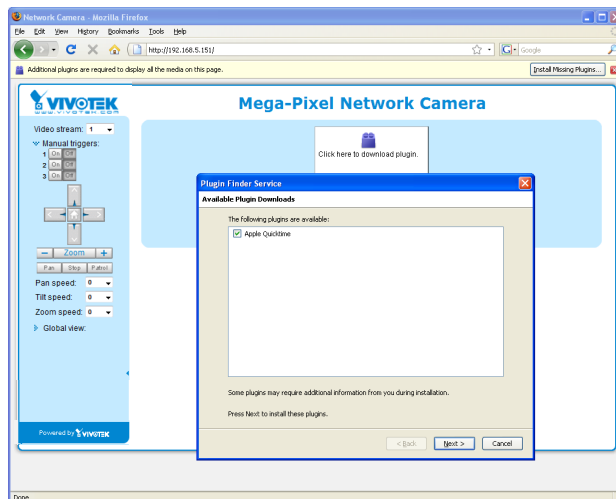 Network Camera - Mozilla Firefox
File Edit View History Bookmarks Tools Help
http://192.168.5.151/
Google
Additional plugins are required to display all the media on this page.
Install Missing Plugins...
VIVOTEK
WWW.VIVOTEK.COM
Mega-Pixel Network Camera
Video stream: 1
Manual triggers:
1 On Off
2 On Off
3 On Off
Click here to download plugin.
Zoom
Pan Stop Patrol
Pan speed: 0
Tilt speed: 0
Zoom speed: 0
Global view:
Powered by VIVOTEK
Plugin Finder Service
Available Plugin Downloads
The following plugins are available:
Apple Quicktime
Some plugins may require additional information from you during installation.
Press Next to install these plugins.
< Back Next > Cancel
Done